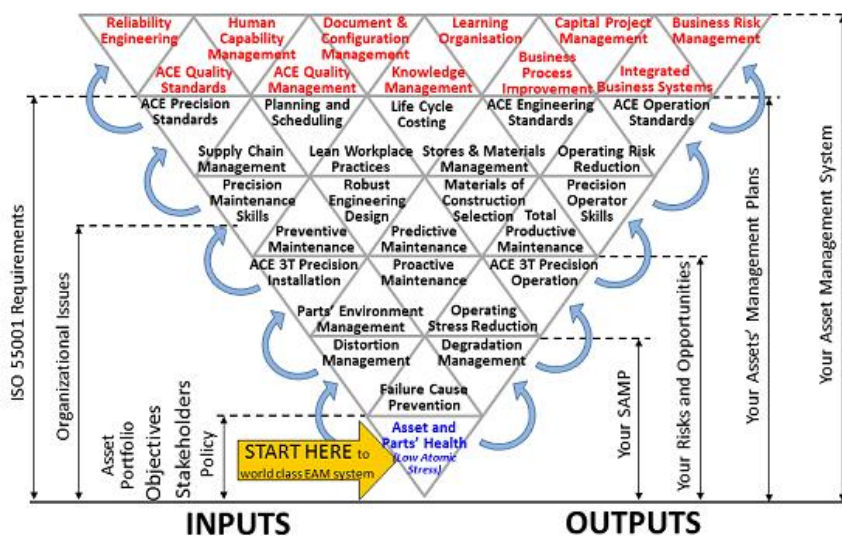 Reliability
Engineering
Human
Capability
Management
Document &
Configuration
Management
Learning
Organisation
Capital Project
Management
Business Risk
Management
ACE Quality
Standards
ACE Quality
Management
Knowledge
Management
Business
Process
Improvement
Integrated
Business Systems
ACE Precision
Standards
Planning and
Scheduling
Life Cycle
Costing
ACE Engineering
Standards
ACE Operation
Standards
Supply Chain
Management
Lean Workplace
Practices
Stores & Materials
Management
Operating Risk
Reduction
Precision
Maintenance
Skills
Robust
Engineering
Design
Materials of
Construction
Selection
Precision
Operator
Skills
Preventive
Maintenance
Predictive
Maintenance
Total
Productive
Maintenance
ACE 3T Precision
Installation
Proactive
Maintenance
ACE 3T Precision
Operation
Parts' Environment
Management
Operating
Stress Reduction
Distortion
Management
Degradation
Management
Failure Cause
Prevention
Asset and
Parts' Health
(Low Atomic
Stress)
START HERE to
world class EAM system
ISO 55001 Requirements
Organizational Issues
Asset
Portfolio
Objectives
Stakeholders
Policy
Your SAMP
Your Risks and Opportunities
Your Assets' Management Plans
Your Asset Management System
INPUTS
OUTPUTS